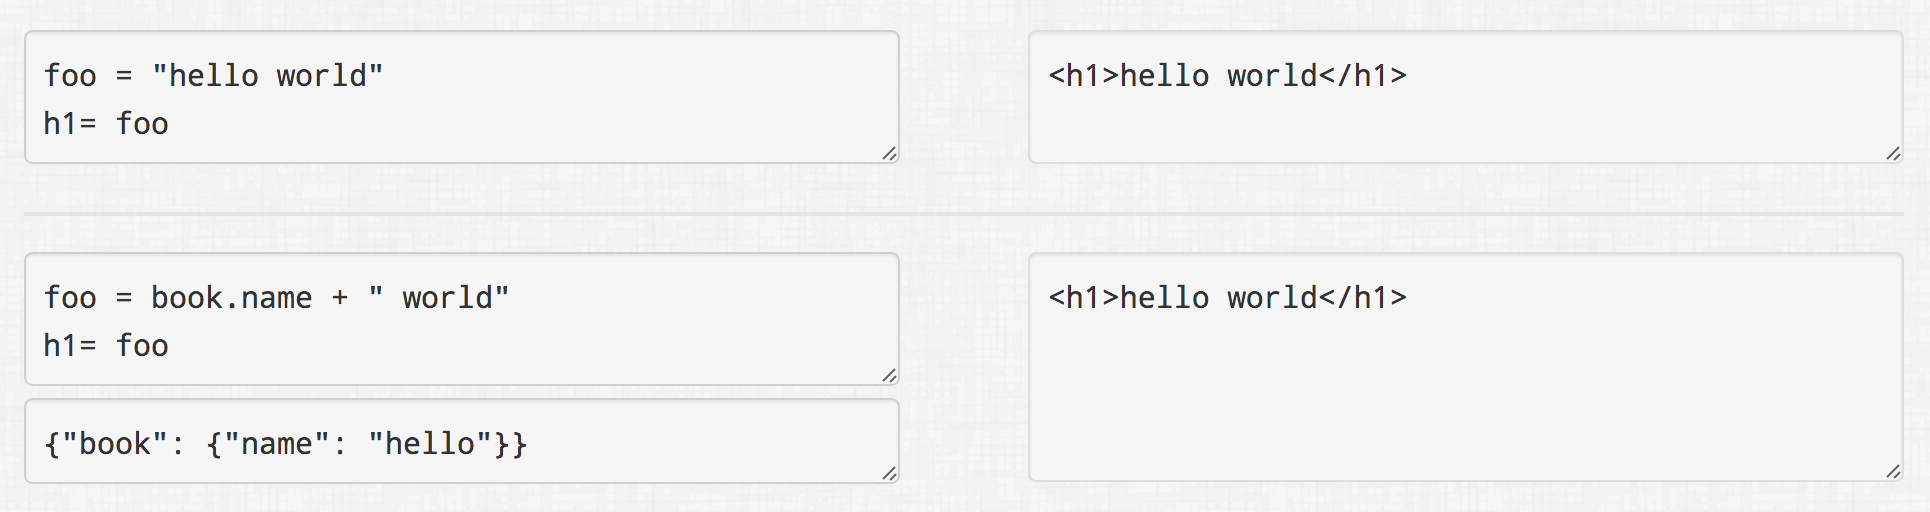 foo = "hello world"
h1= foo
<h1>hello world</h1>
foo = book.name + " world"
h1= foo
{"book": {"name": "hello"}}
<h1>hello world</h1>